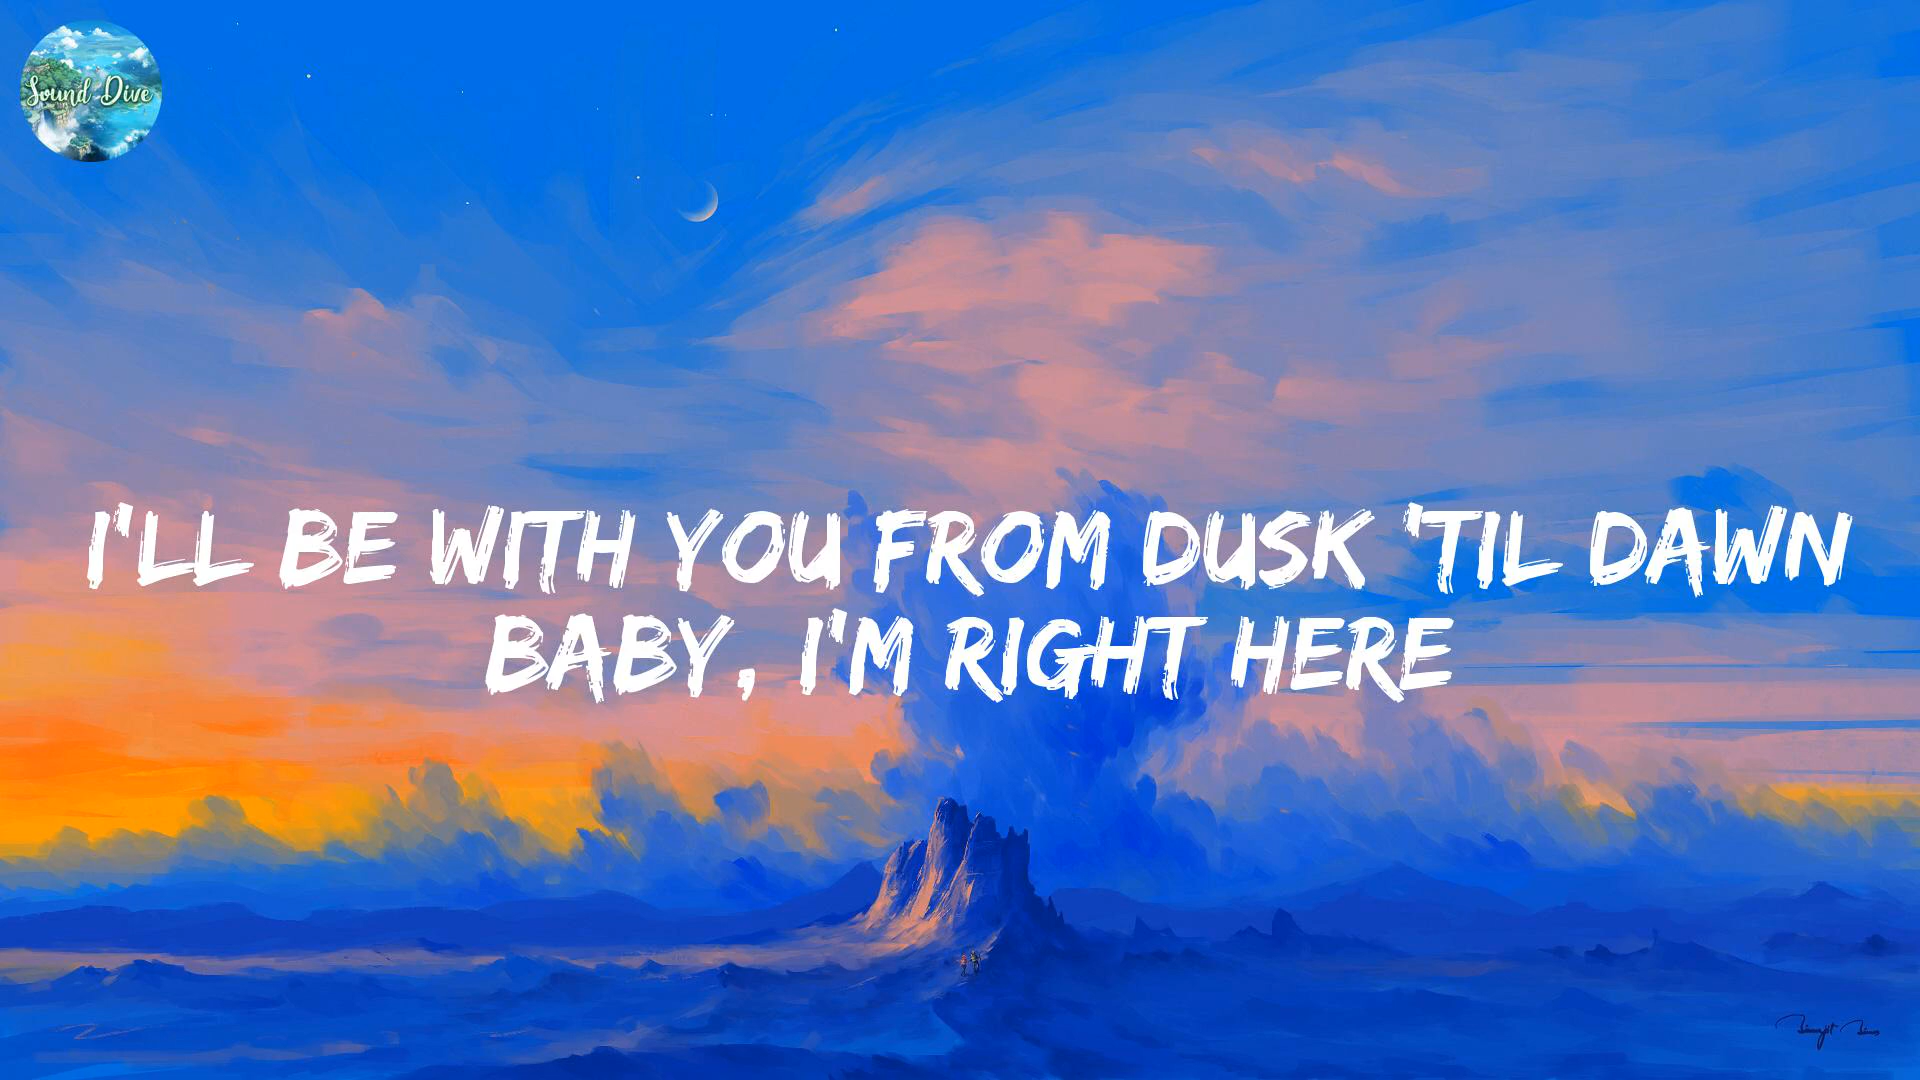 Sound Dive
I'LL BE WITH YOU FROM DUSK 'TIL DAWN
BABY, I'M RIGHT HERE